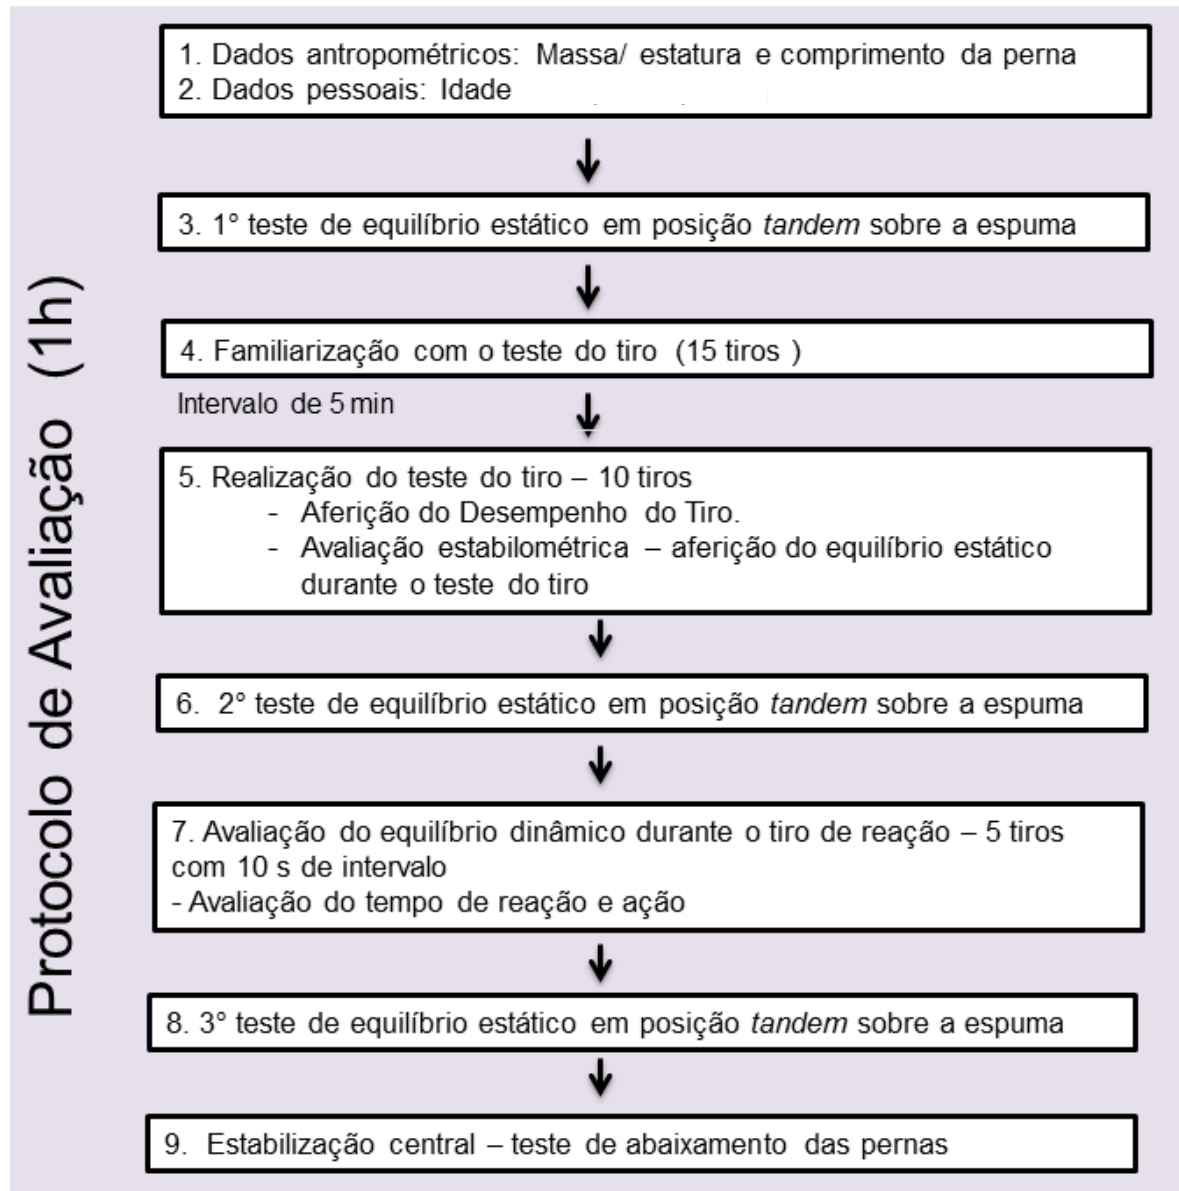 Protocolo de Avaliação (1h)
1. Dados antropométricos: Massa/ estatura e comprimento da perna
2. Dados pessoais: Idade
3. 1° teste de equilíbrio estático em posição tandem sobre a espuma
4. Familiarização com o teste do tiro (15 tiros )
Intervalo de 5 min
5. Realização do teste do tiro – 10 tiros
- Aferição do Desempenho do Tiro.
- Avaliação estabilométrica – aferição do equilíbrio estático
durante o teste do tiro
6. 2° teste de equilíbrio estático em posição tandem sobre a espuma
7. Avaliação do equilíbrio dinâmico durante o tiro de reação – 5 tiros
com 10 s de intervalo
- Avaliação do tempo de reação e ação
8. 3° teste de equilíbrio estático em posição tandem sobre a espuma
9. Estabilização central – teste de abaixamento das pernas